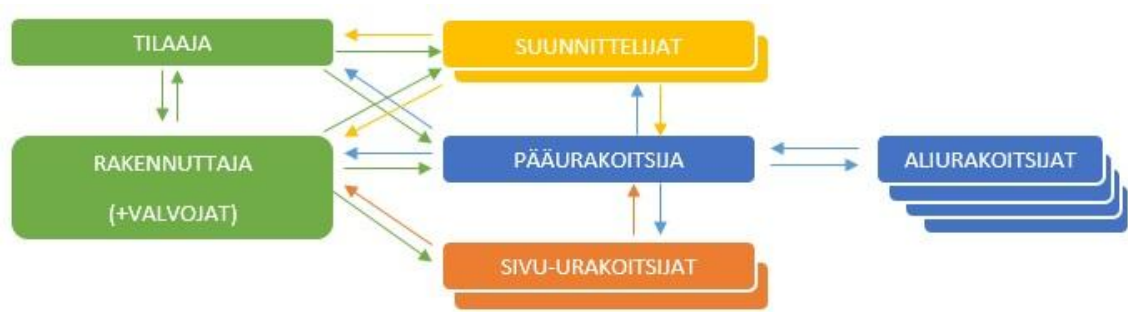 TILAAJA
SUUNNITTELIJAT
RAKENNUTTAJA
(+VALVOJAT)
PÄÄURAKOITSIJA
ALIURAKOITSIJAT
SIVU-URAKOITSIJAT